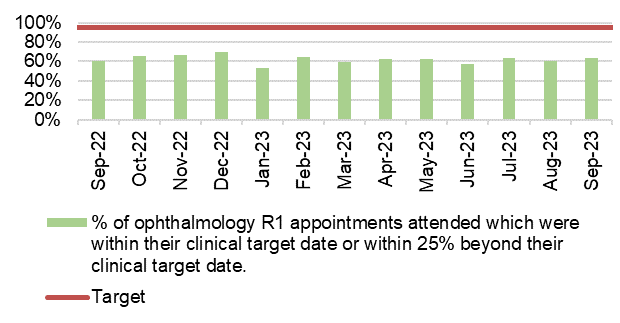 100%
80%
60%
40%
20%
0%
Sep-22
Oct-22
Nov-22
Dec-22
Jan-23
Feb-23
Mar-23
Apr-23
May-23
Jun-23
Jul-23
Aug-23
Sep-23
% of ophthalmology R1 appointments attended which were
within their clinical target date or within 25% beyond their
clinical target date.
Target